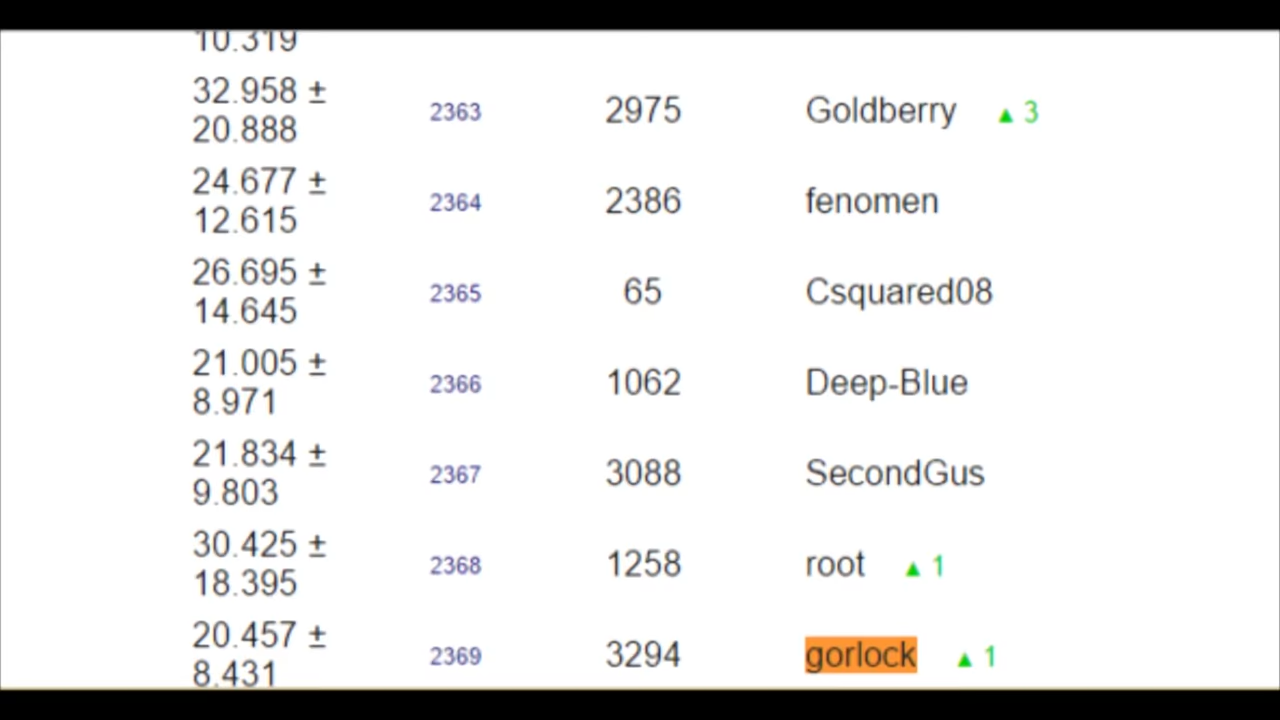 10.319
32.958 ±
20.888
2363 2975 Goldberry ▲ 3
24.677 ±
12.615
2364 2386 fenomen
26.695 ±
14.645
2365 65 Csquared08
21.005 ±
8.971
2366 1062 Deep-Blue
21.834 ±
9.803
2367 3088 SecondGus
30.425 ±
18.395
2368 1258 root ▲ 1
20.457 ±
8.431
2369 3294 gorlock ▲ 1